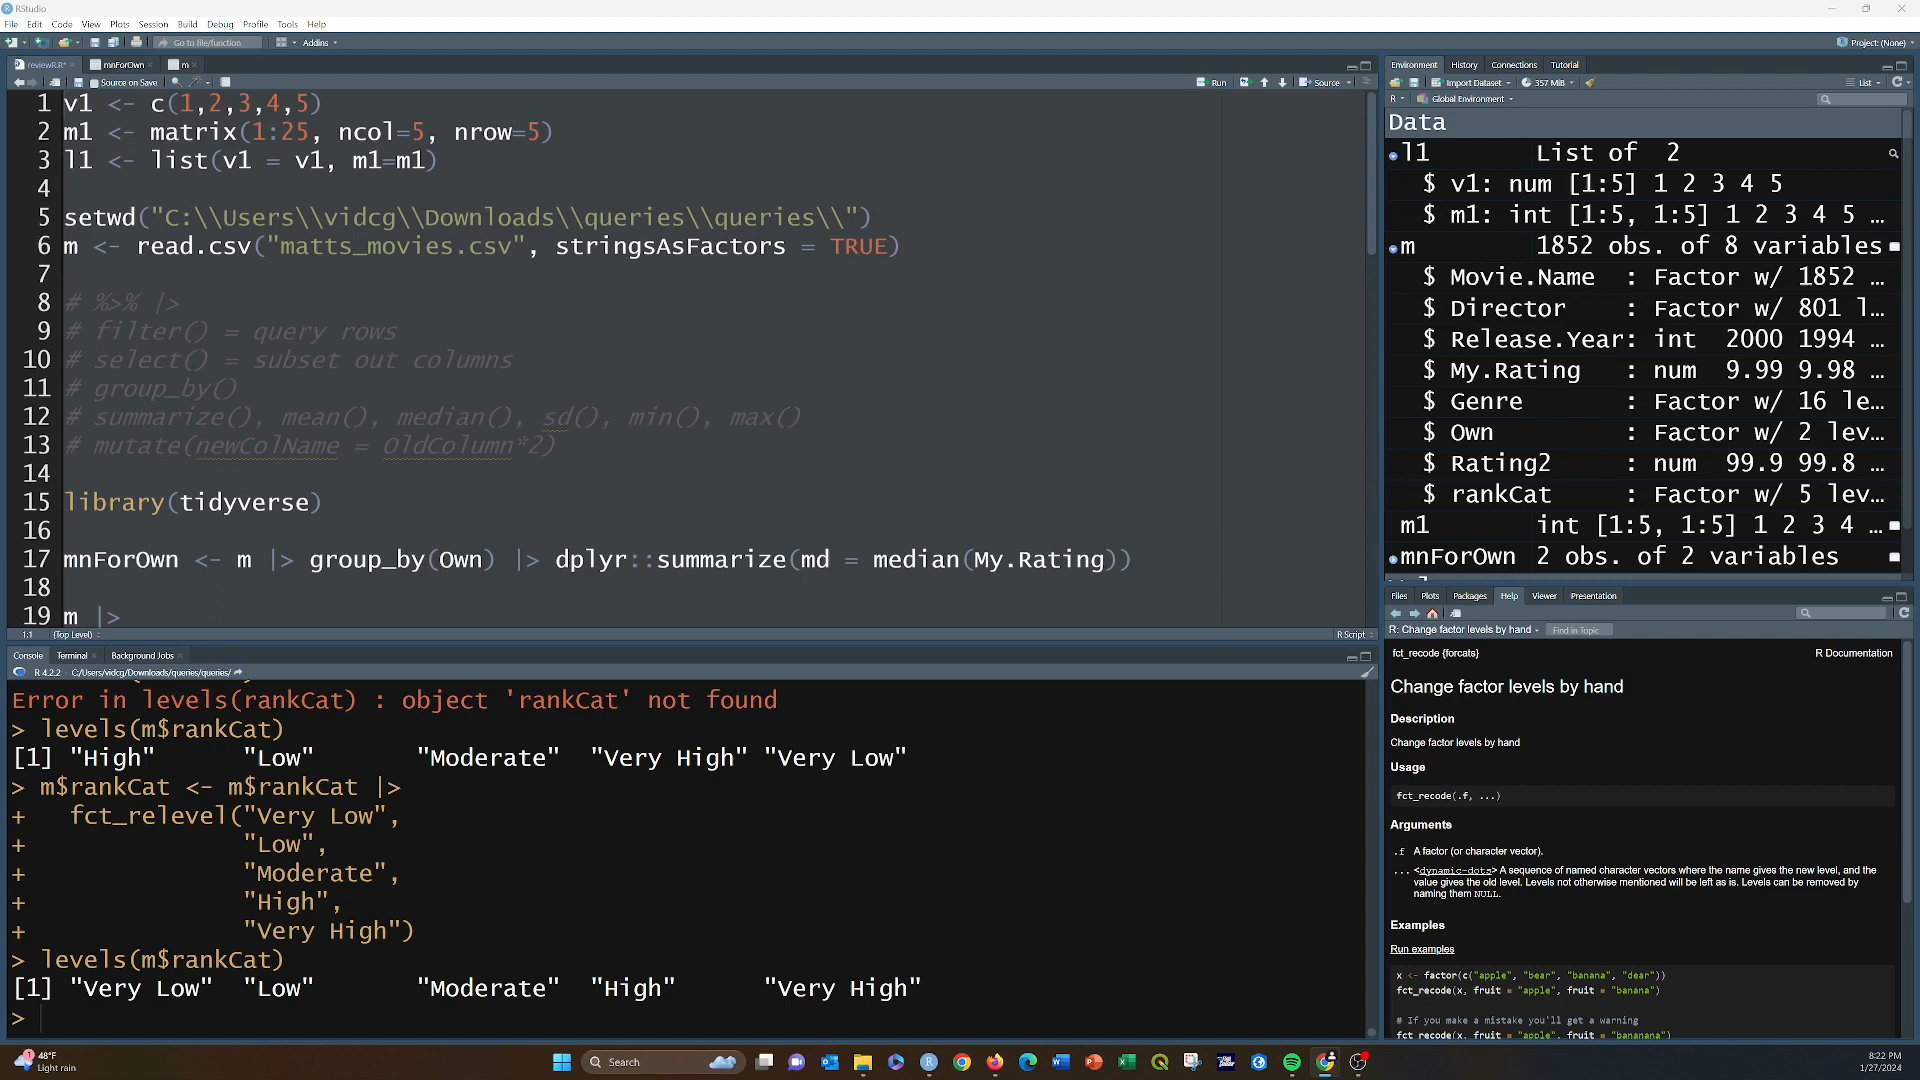 RStudio
File Edit Code View Plots Session Build Debug Profile Tools Help
Go to file/function Addins Project: (None)
reviewR.R* mnForOwn m
Source on Save Run Source
1 v1 <- c(1,2,3,4,5)
2 m1 <- matrix(1:25, ncol=5, nrow=5)
3 l1 <- list(v1 = v1, m1=m1)
4
5 setwd("C:\\Users\\vidcg\\Downloads\\queries\\queries\\")
6 m <- read.csv("matts_movies.csv", stringsAsFactors = TRUE)
7
8 # %>% |>
9 # filter() = query rows
10 # select() = subset out columns
11 # group_by()
12 # summarize(), mean(), median(), sd(), min(), max()
13 # mutate(newColName = OldColumn*2)
14
15 library(tidyverse)
16
17 mnForOwn <- m |> group_by(Own) |> dplyr::summarize(md = median(My.Rating))
18
19 m |>
1:1 (Top Level) R Script
Console Terminal Background Jobs
R 4.2.2 · C:/Users/vidcg/Downloads/queries/queries/
Error in levels(rankCat) : object 'rankCat' not found
> levels(m$rankCat)
[1] "High" "Low" "Moderate" "Very High" "Very Low"
> m$rankCat <- m$rankCat |>
+ fct_relevel("Very Low",
+ "Low",
+ "Moderate",
+ "High",
+ "Very High")
> levels(m$rankCat)
[1] "Very Low" "Low" "Moderate" "High" "Very High"
>
Environment History Connections Tutorial
Import Dataset 357 MiB List
R Global Environment
Data
l1 List of 2
$ v1: num [1:5] 1 2 3 4 5
$ m1: int [1:5, 1:5] 1 2 3 4 5 ...
m 1852 obs. of 8 variables
$ Movie.Name : Factor w/ 1852 ...
$ Director : Factor w/ 801 l...
$ Release.Year: int 2000 1994 ...
$ My.Rating : num 9.99 9.98 ...
$ Genre : Factor w/ 16 le...
$ Own : Factor w/ 2 lev...
$ Rating2 : num 99.9 99.8 ...
$ rankCat : Factor w/ 5 lev...
m1 int [1:5, 1:5] 1 2 3 4 ...
mnForOwn 2 obs. of 2 variables
Files Plots Packages Help Viewer Presentation
R: Change factor levels by hand Find in Topic
fct_recode {forcats} R Documentation
Change factor levels by hand
Description
Change factor levels by hand
Usage
fct_recode(.f, ...)
Arguments
.f A factor (or character vector).
... <dynamic-dots> A sequence of named character vectors where the name gives the new level, and the
value gives the old level. Levels not otherwise mentioned will be left as is. Levels can be removed by
naming them NULL.
Examples
Run examples
x <- factor(c("apple", "bear", "banana", "dear"))
fct_recode(x, fruit = "apple", fruit = "banana")
# If you make a mistake you'll get a warning
fct_recode(x, fruit = "apple", fruit = "bananana")
1 48°F
Light rain
Search
8:22 PM
1/27/2024